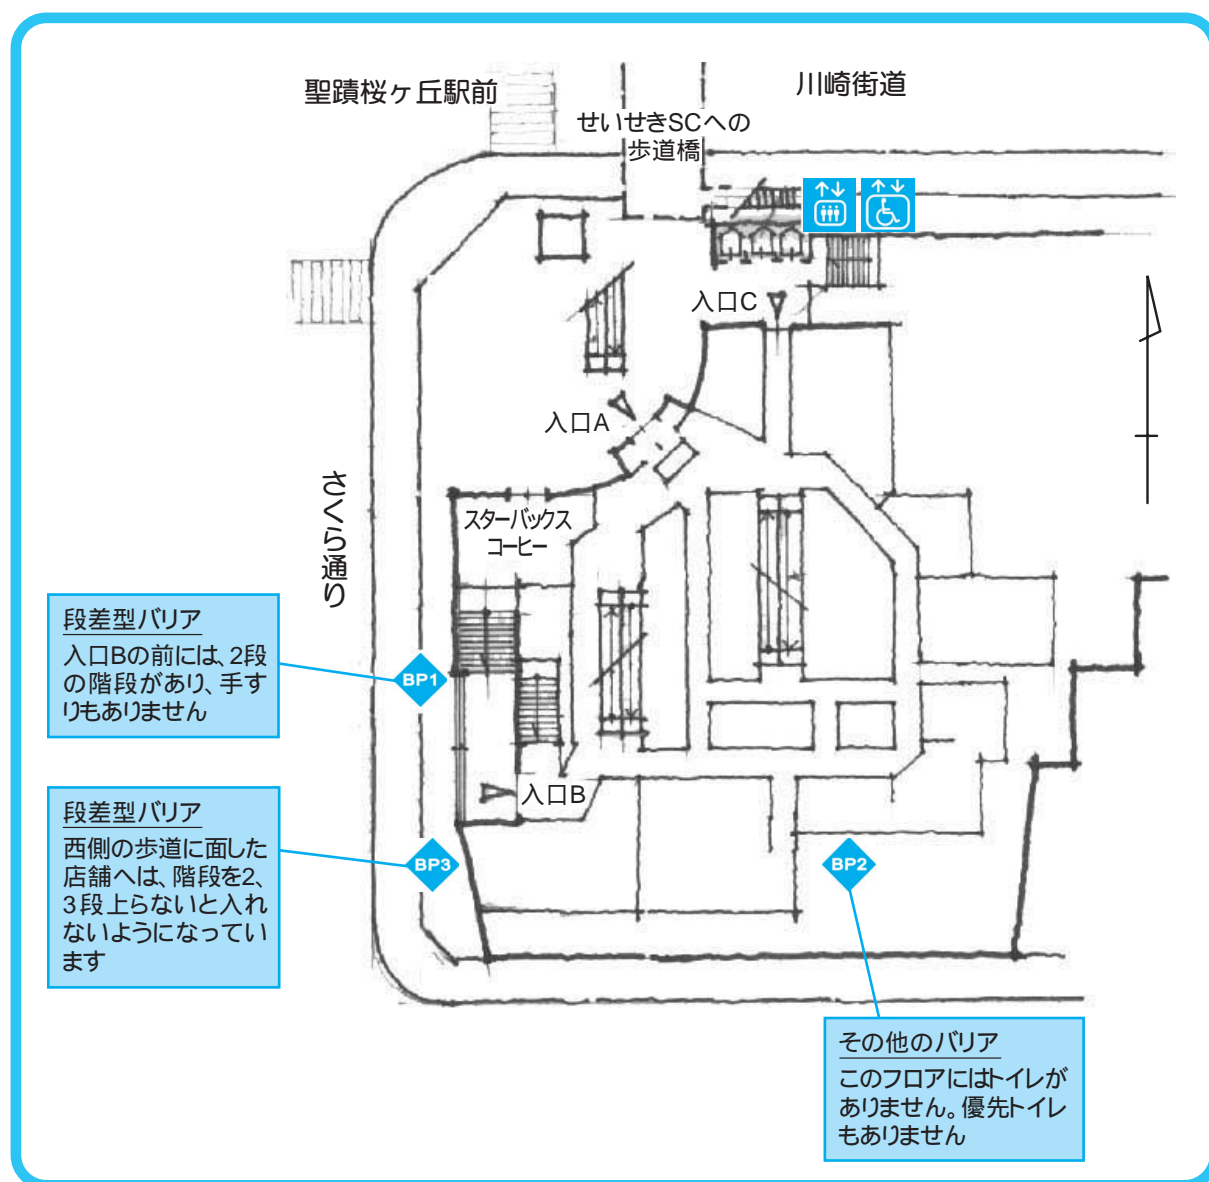 聖蹟桜ヶ丘駅前
川崎街道
せいせきSCへの
歩道橋
入口C
入口A
さくら通り
スターバックス
コーヒー
段差型バリア
入口Bの前には、2段
の階段があり、手す
りもありません
BP1
入口B
段差型バリア
西側の歩道に面した
店舗へは、階段を2、
3段上らないと入れ
ないようになってい
ます
BP3
BP2
その他のバリア
このフロアにはトイレが
ありません。優先トイレ
もありません